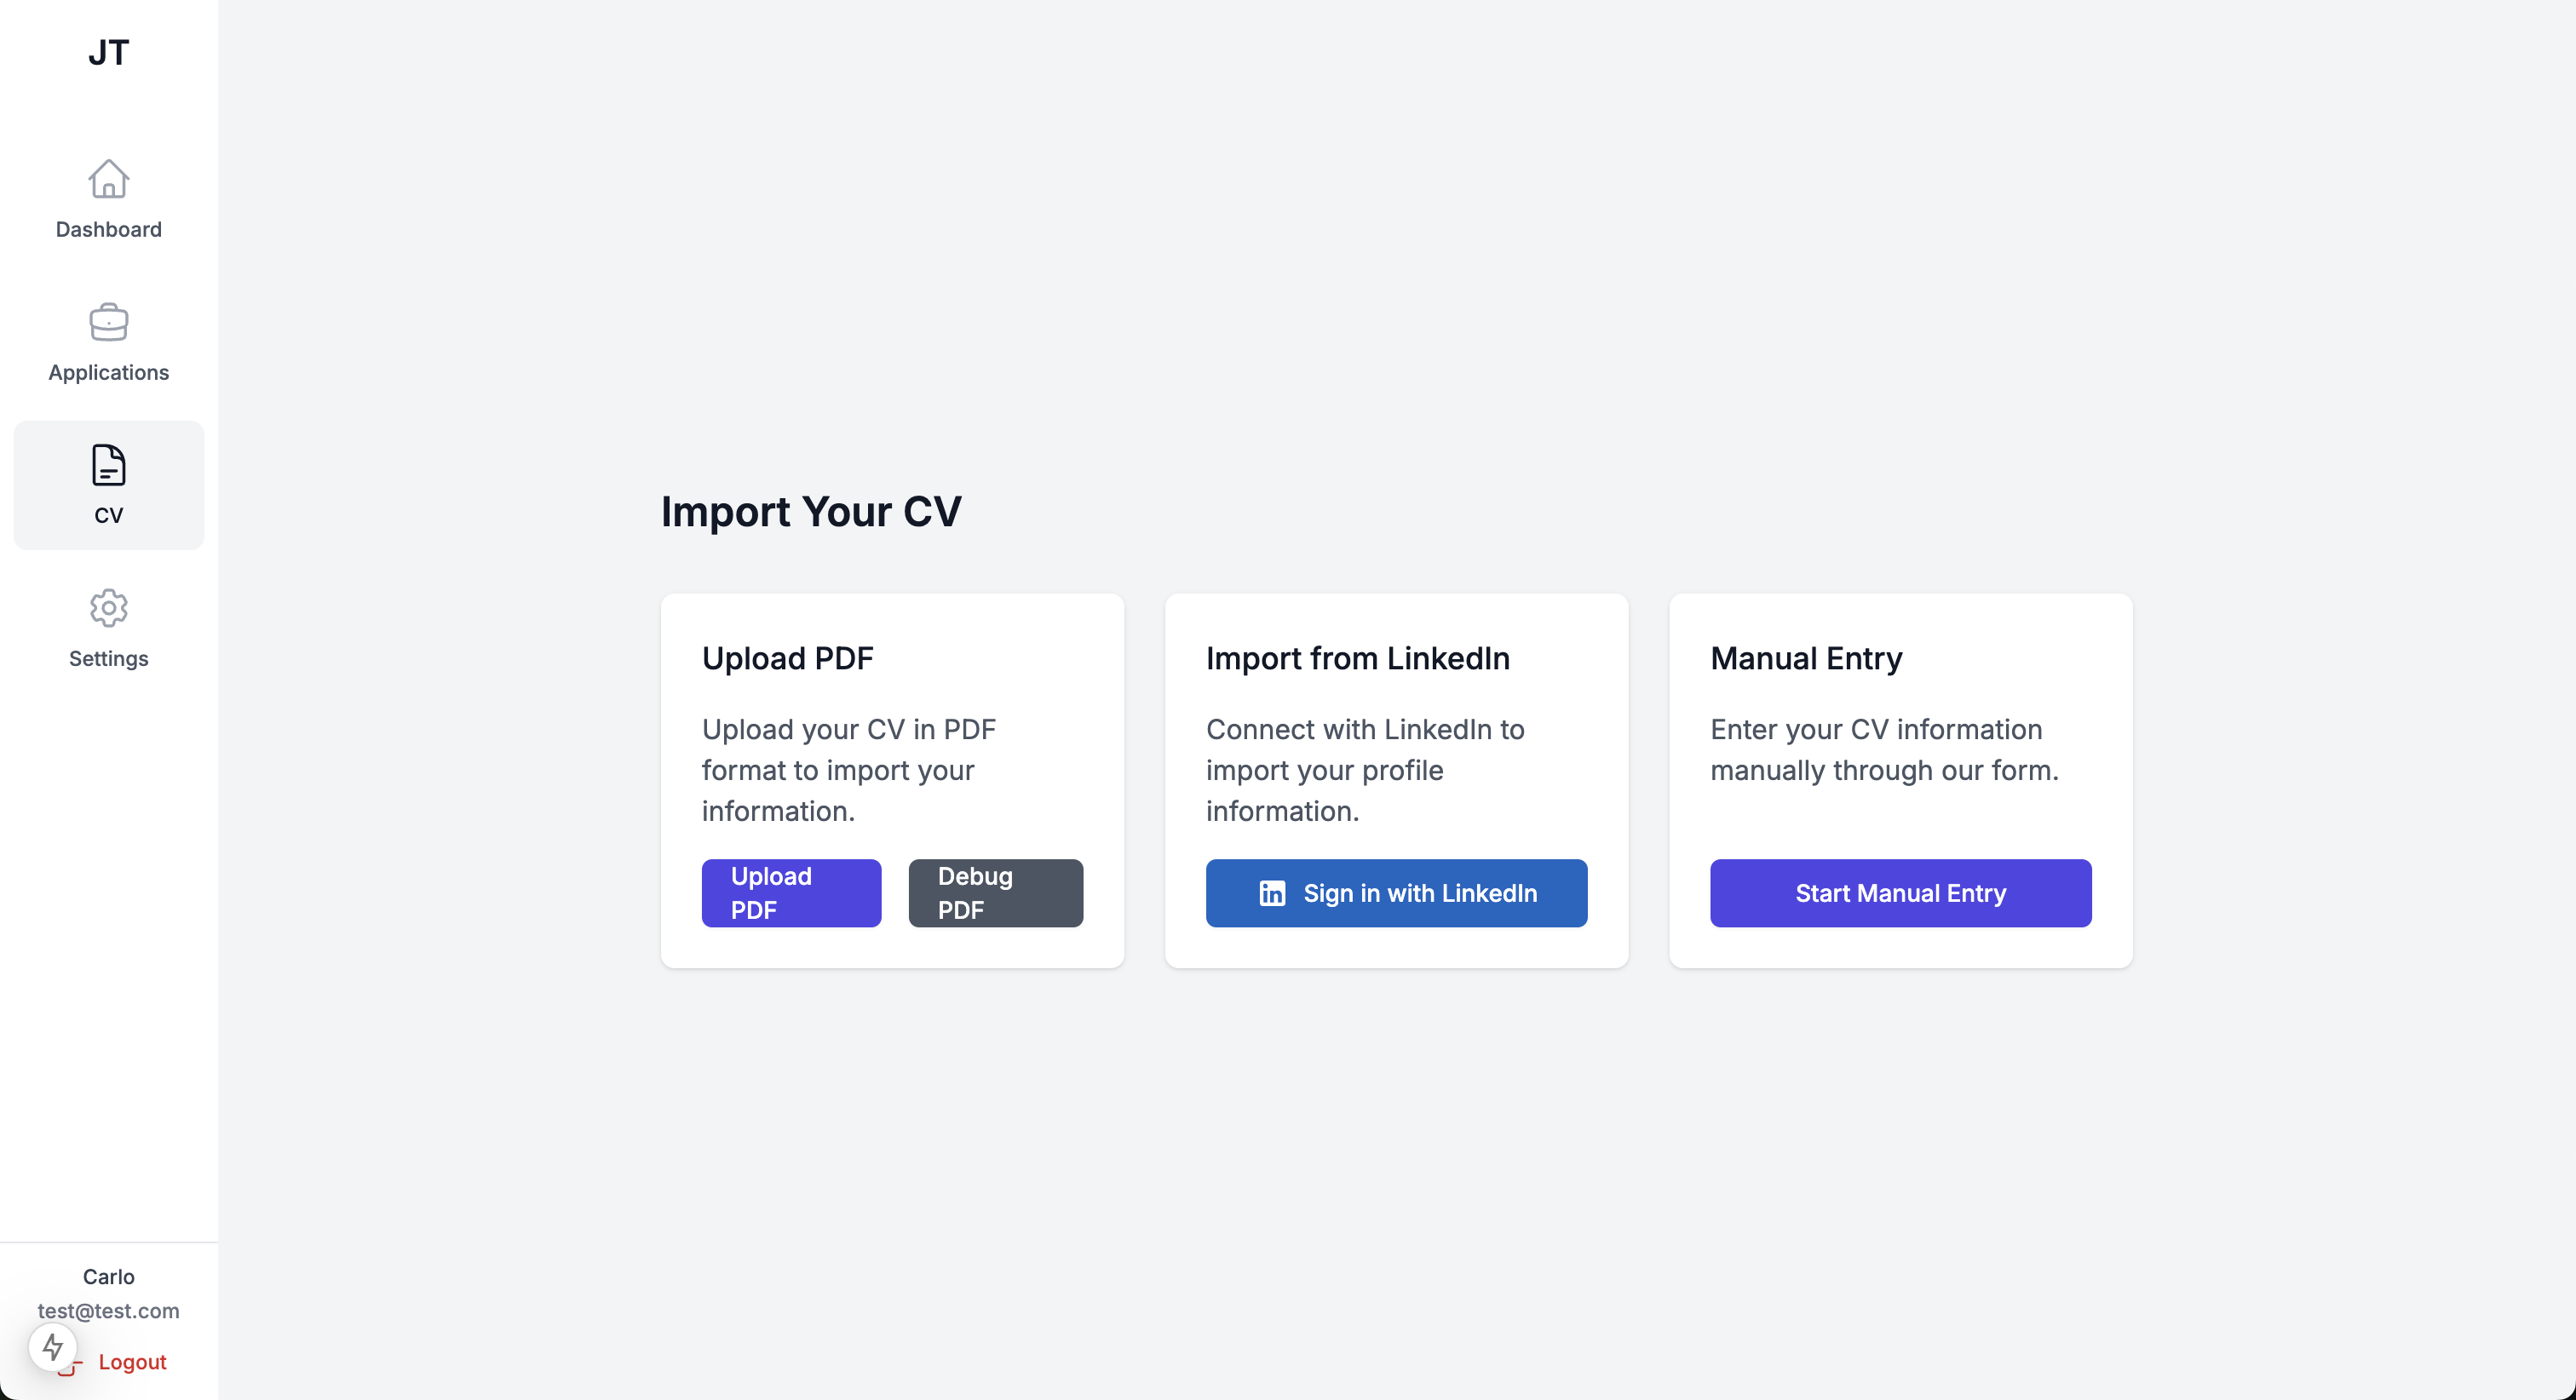 JT
Dashboard
Applications
CV
Settings
Carlo
test@test.com
Logout
Import Your CV
Upload PDF
Upload your CV in PDF
format to import your
information.
Upload
PDF
Debug
PDF
Import from LinkedIn
Connect with LinkedIn to
import your profile
information.
in Sign in with LinkedIn
Manual Entry
Enter your CV information
manually through our form.
Start Manual Entry